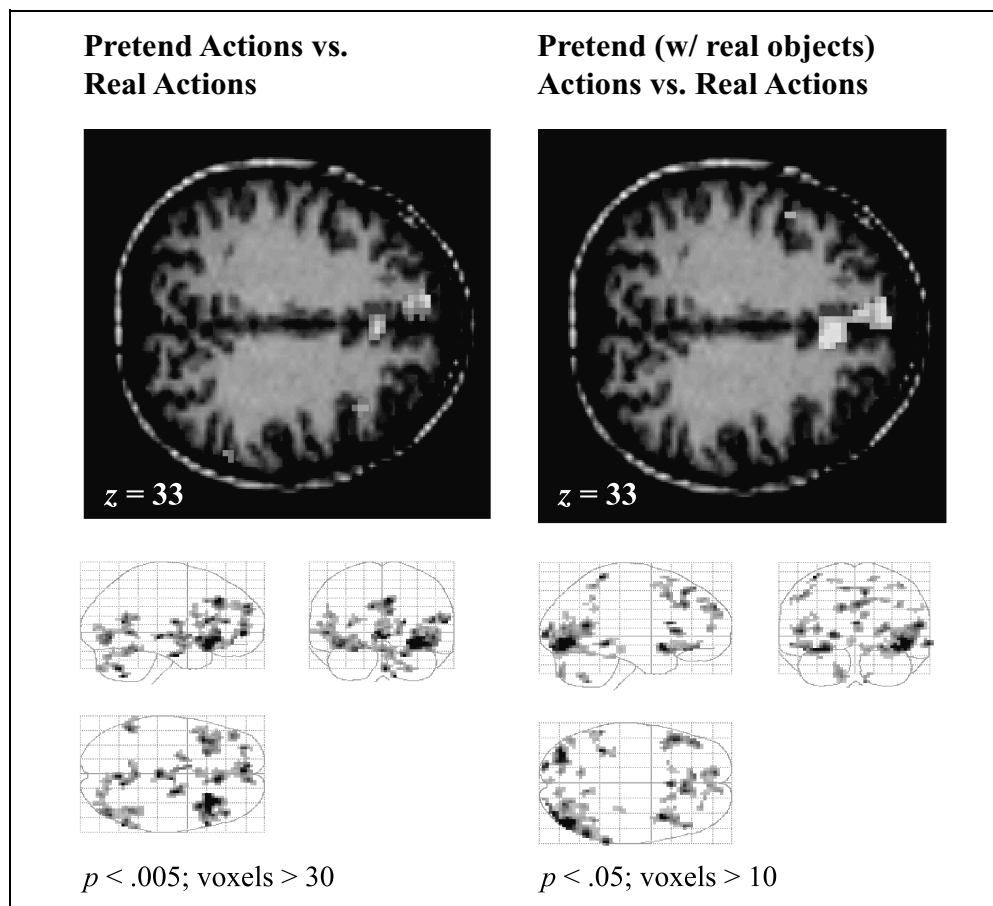 Pretend Actions vs.
Real Actions
Pretend (w/ real objects)
Actions vs. Real Actions
z = 33
z = 33
p < .005; voxels > 30
p < .05; voxels > 10